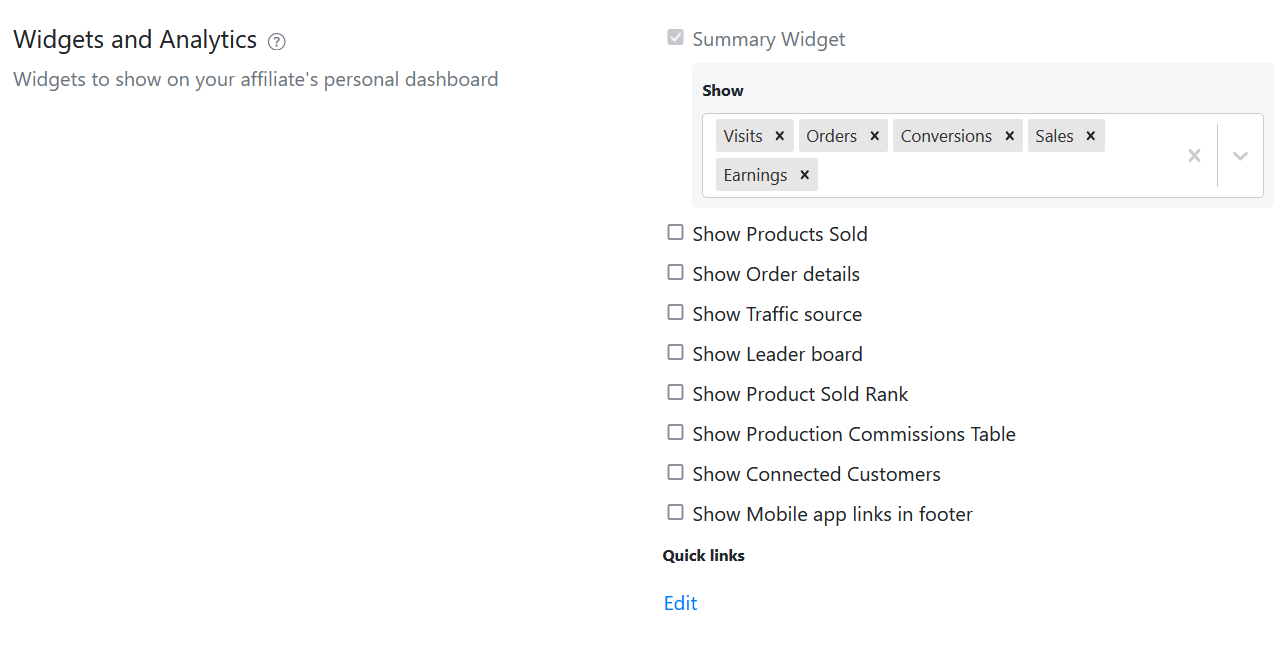 Widgets and Analytics ?
Widgets to show on your affiliate's personal dashboard
Summary Widget
Show
Visits × Orders × Conversions × Sales ×
Earnings ×
Show Products Sold
Show Order details
Show Traffic source
Show Leader board
Show Product Sold Rank
Show Production Commissions Table
Show Connected Customers
Show Mobile app links in footer
Quick links
Edit